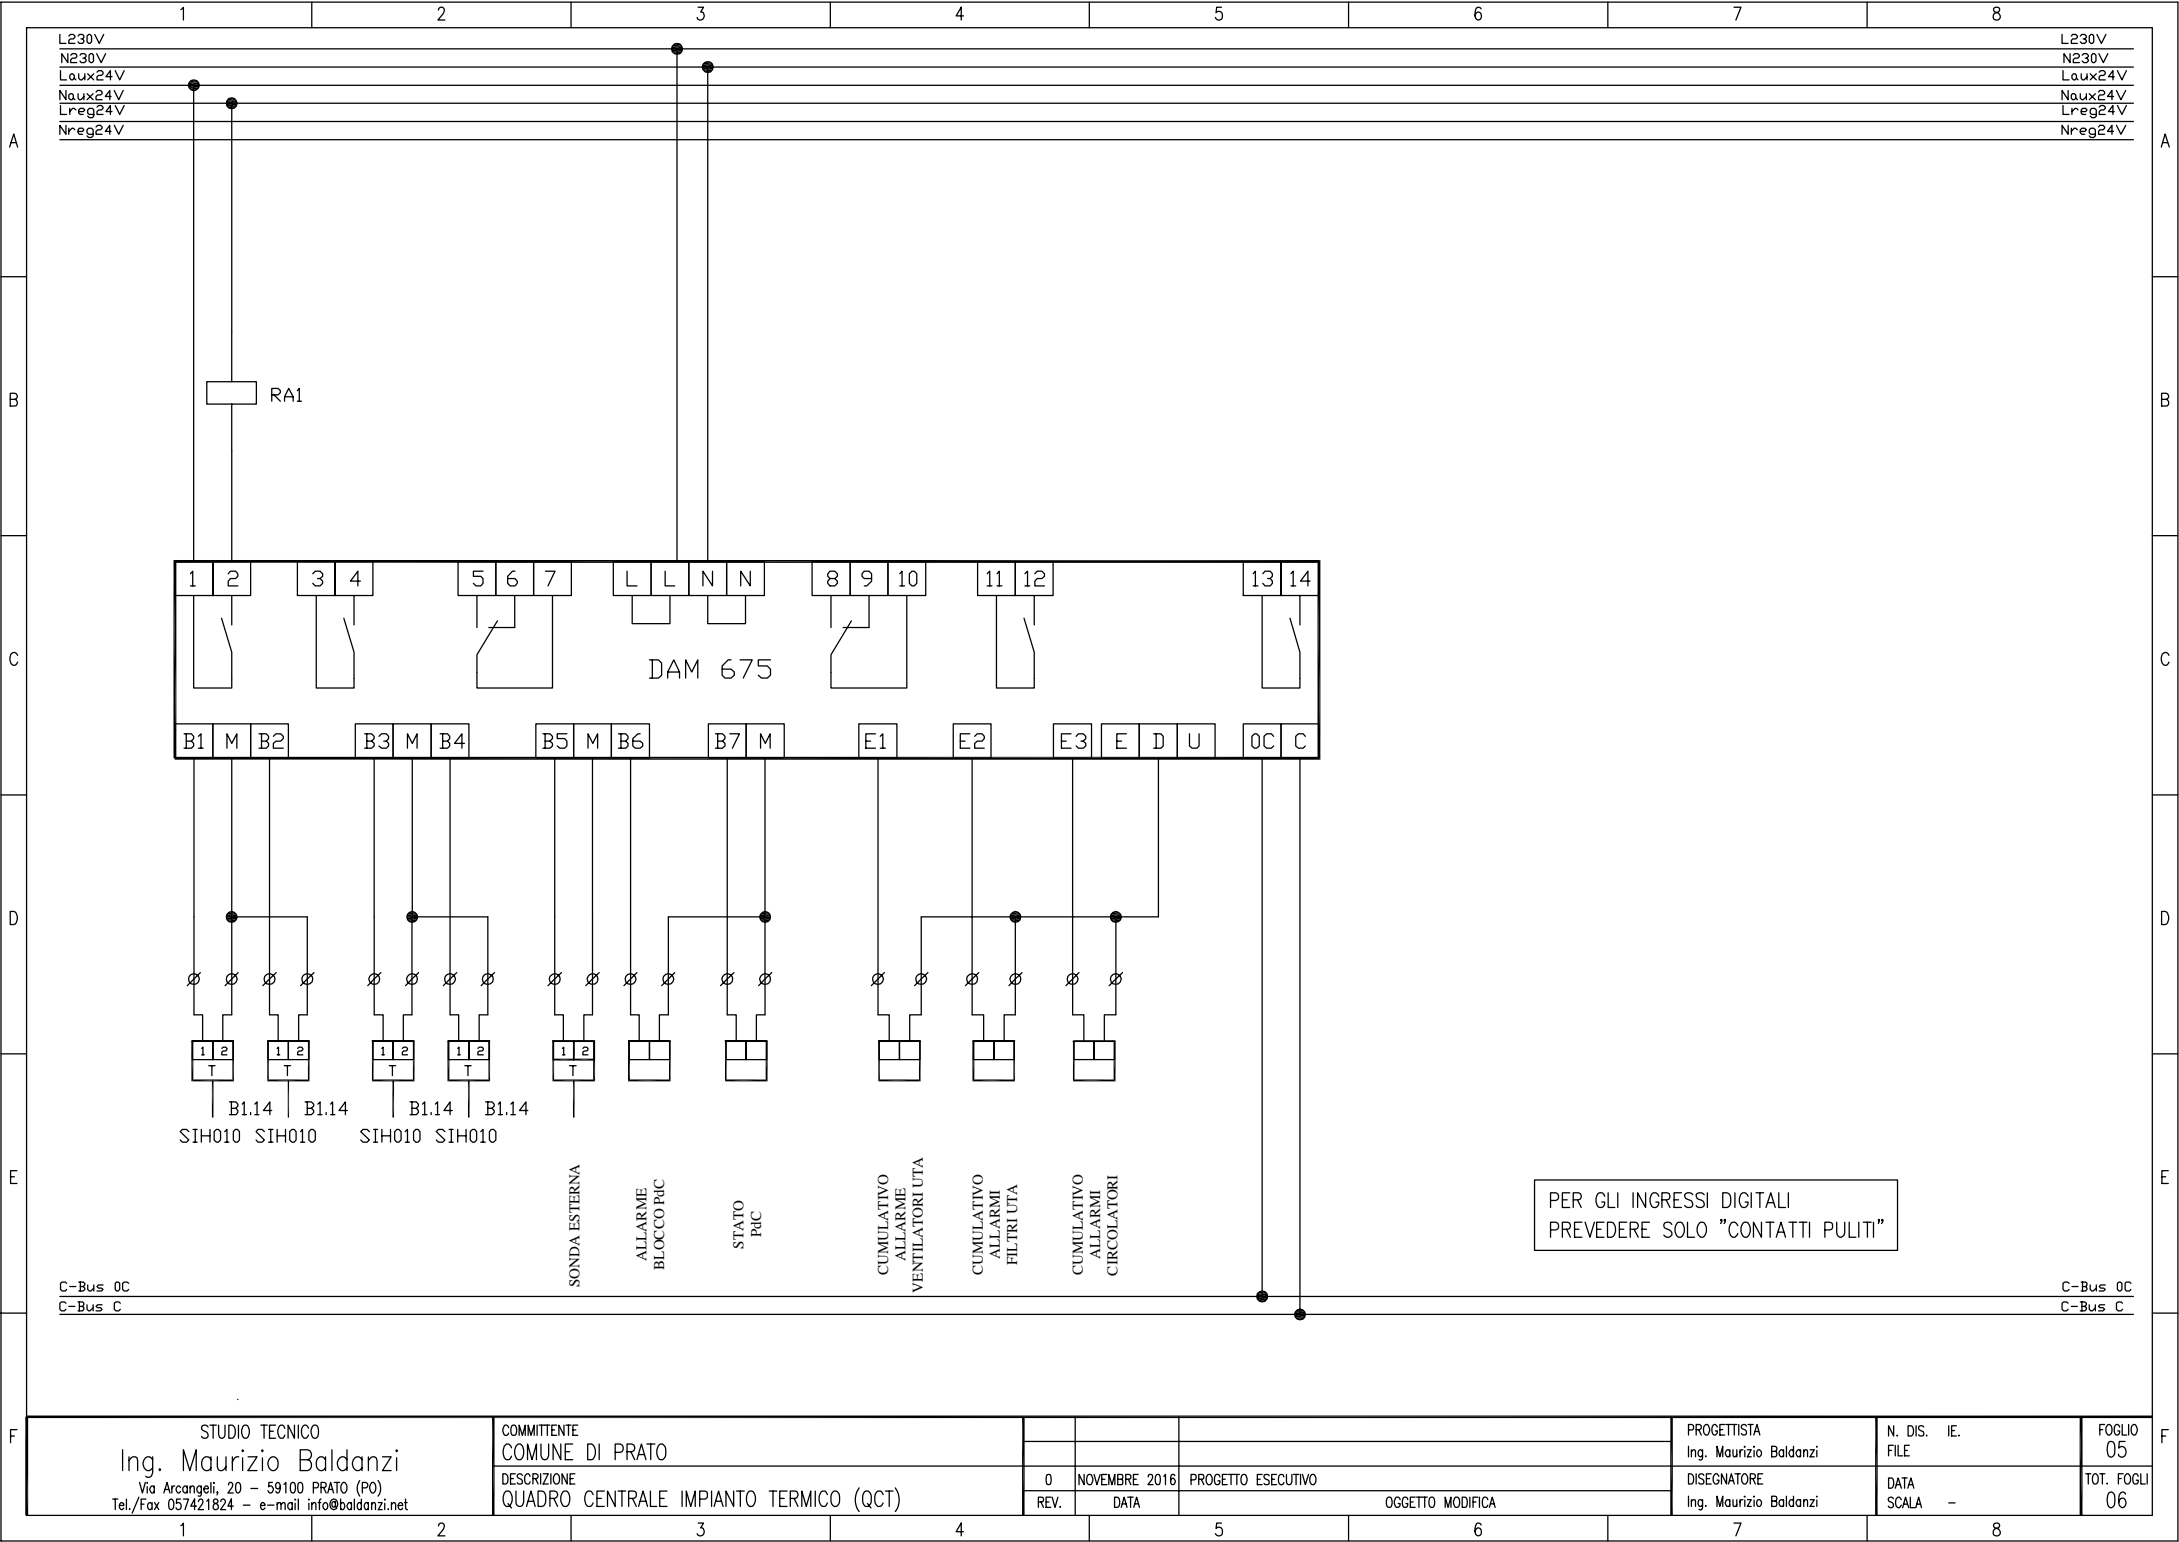 1 2 3 4 5 6 7 8
L230V L230V
N230V N230V
Laux24V Laux24V
Naux24V Naux24V
Lreg24V Lreg24V
Nreg24V Nreg24V
A A
B RA1 B
1 2 3 4 5 6 7 L L N N 8 9 10 11 12 13 14
C DAM 675 C
B1 M B2 B3 M B4 B5 M B6 B7 M E1 E2 E3 E D U 0C C
D D
1 2 1 2 1 2 1 2 1 2
T T T T T
B1.14 B1.14 B1.14 B1.14
SIH010 SIH010 SIH010 SIH010
E E
SONDA ESTERNA
ALLARME
BLOCCO PdC
STATO
PdC
CUMULATIVO
ALLARME
VENTILATORI UTA
CUMULATIVO
ALLARMI
FILTRI UTA
CUMULATIVO
ALLARMI
CIRCOLATORI
PER GLI INGRESSI DIGITALI
PREVEDERE SOLO "CONTATTI PULITI"
C-Bus 0C C-Bus 0C
C-Bus C C-Bus C
F F
STUDIO TECNICO
Ing. Maurizio Baldanzi
Via Arcangeli, 20 - 59100 PRATO (PO)
Tel./Fax 057421824 - e-mail info@baldanzi.net
COMMITTENTE
COMUNE DI PRATO
DESCRIZIONE
QUADRO CENTRALE IMPIANTO TERMICO (QCT)
0 NOVEMBRE 2016 PROGETTO ESECUTIVO
REV. DATA OGGETTO MODIFICA
PROGETTISTA
Ing. Maurizio Baldanzi
DISEGNATORE
Ing. Maurizio Baldanzi
N. DIS. IE.
FILE
DATA
SCALA -
FOGLIO
05
TOT. FOGLI
06
1 2 3 4 5 6 7 8